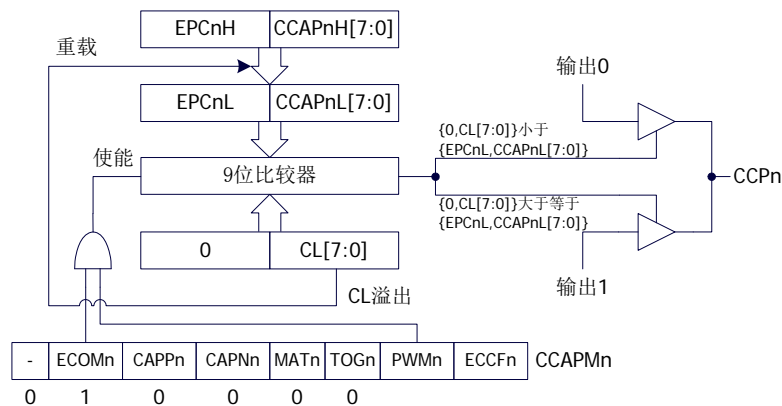 EPCnH CCAPnH[7:0]
重载
输出0
EPCnL CCAPnL[7:0]
{0,CL[7:0]}小于
{EPCnL,CCAPnL[7:0]}
使能
9位比较器
CCPn
{0,CL[7:0]}大于等于
{EPCnL,CCAPnL[7:0]}
0 CL[7:0]
输出1
CL溢出
- ECOMn CAPPn CAPNn MATn TOGn PWMn ECCFn CCAPMn
0 1 0 0 0 0